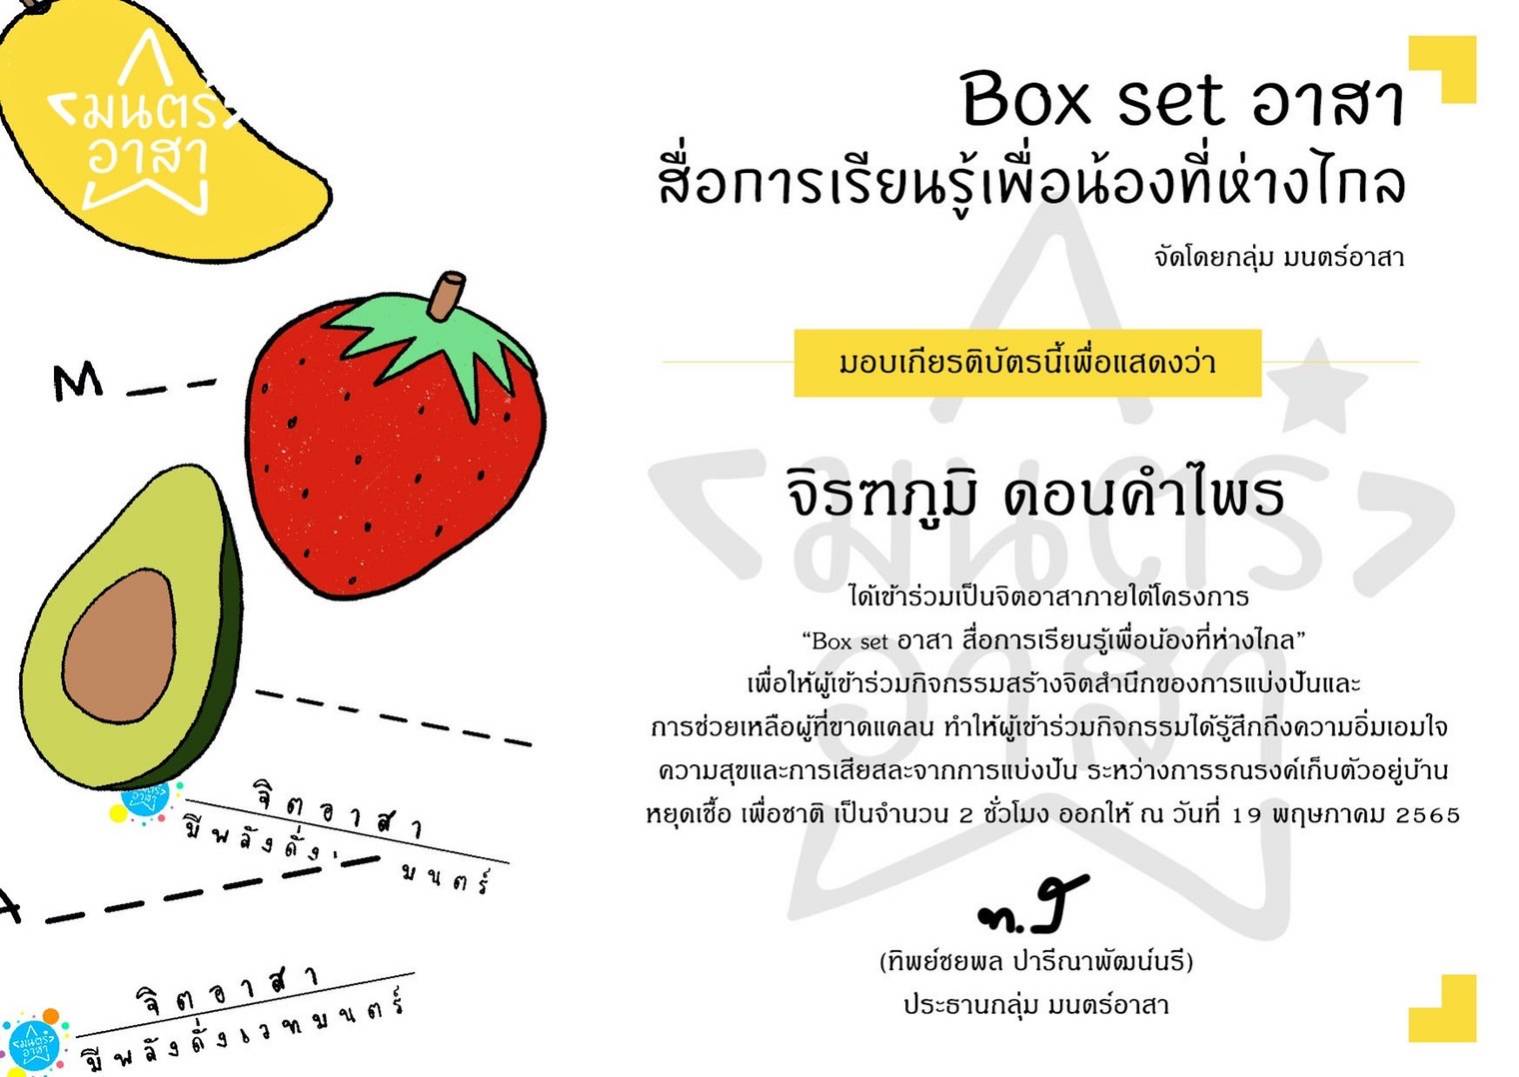 <มนตร์>
อาสา
Box set อาสา
สื่อการเรียนรู้เพื่อน้องที่ห่างไกล
จัดโดยกลุ่ม มนตร์อาสา
มอบเกียรติบัตรนี้เพื่อแสดงว่า
<มนตร์>
อาสา
จิรฑภูมิ ดอนคำไพร
ได้เข้าร่วมเป็นจิตอาสาภายใต้โครงการ
“Box set อาสา สื่อการเรียนรู้เพื่อน้องที่ห่างไกล”
เพื่อให้ผู้เข้าร่วมกิจกรรมสร้างจิตสำนึกของการแบ่งปันและ
การช่วยเหลือผู้ที่ขาดแคลน ทำให้ผู้เข้าร่วมกิจกรรมได้รู้สึกถึงความอิ่มเอมใจ
ความสุขและการเสียสละจากการแบ่งปัน ระหว่างการรณรงค์เก็บตัวอยู่บ้าน
หยุดเชื้อ เพื่อชาติ เป็นจำนวน 2 ชั่วโมง ออกให้ ณ วันที่ 19 พฤษภาคม 2565
ท.ป
(ทิพย์ชยพล ปารีณาพัฒน์นรี)
ประธานกลุ่ม มนตร์อาสา
M _ _ _
จิตอาสา
มีพลังดั่ง มนตร์
A _ _ _ _ _
จิตอาสา
มีพลังดั่งเวทมนตร์
<มนตร์>
อาสา